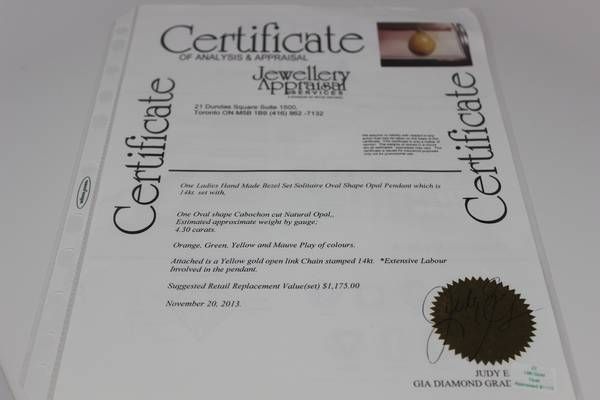 Certificate
OF ANALYSIS & APPRAISAL
Jewellery
Appraisal
SERVICES
21 Dundas Square Suite 1500,
Toronto ON M5B 1B9 (416) 862 -7132
Certificate
Certificate
One Ladies Hand Made Bezel Set Solitaire Oval Shape Opal Pendant which is
14kt. set with,
One Oval shape Cabochon cut Natural Opal,,
Estimated approximate weight by gauge;
4.30 carats.
Orange, Green, Yellow and Mauve Play of colours.
Attached is a Yellow gold open link Chain stamped 14kt. *Extensive Labour
Involved in the pendant.
Suggested Retail Replacement Value(set) $1,175.00
November 20, 2013.
JUDY E
GIA DIAMOND GRAD